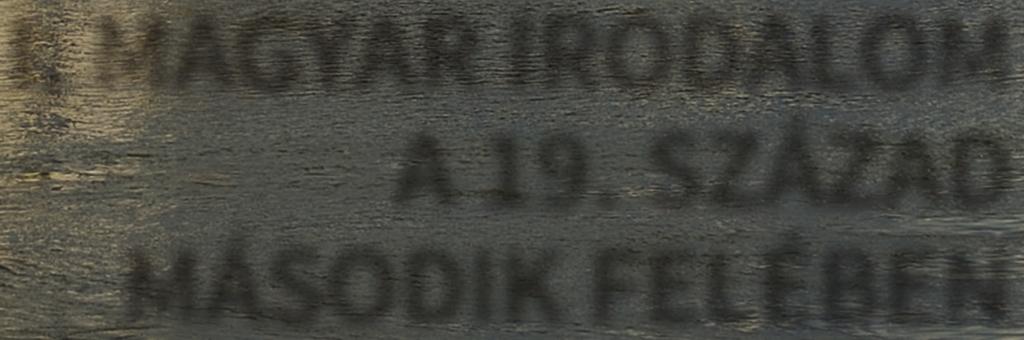 MAGYAR IRODALOM
A 19. SZÁZAD
MÁSODIK FELÉBEN